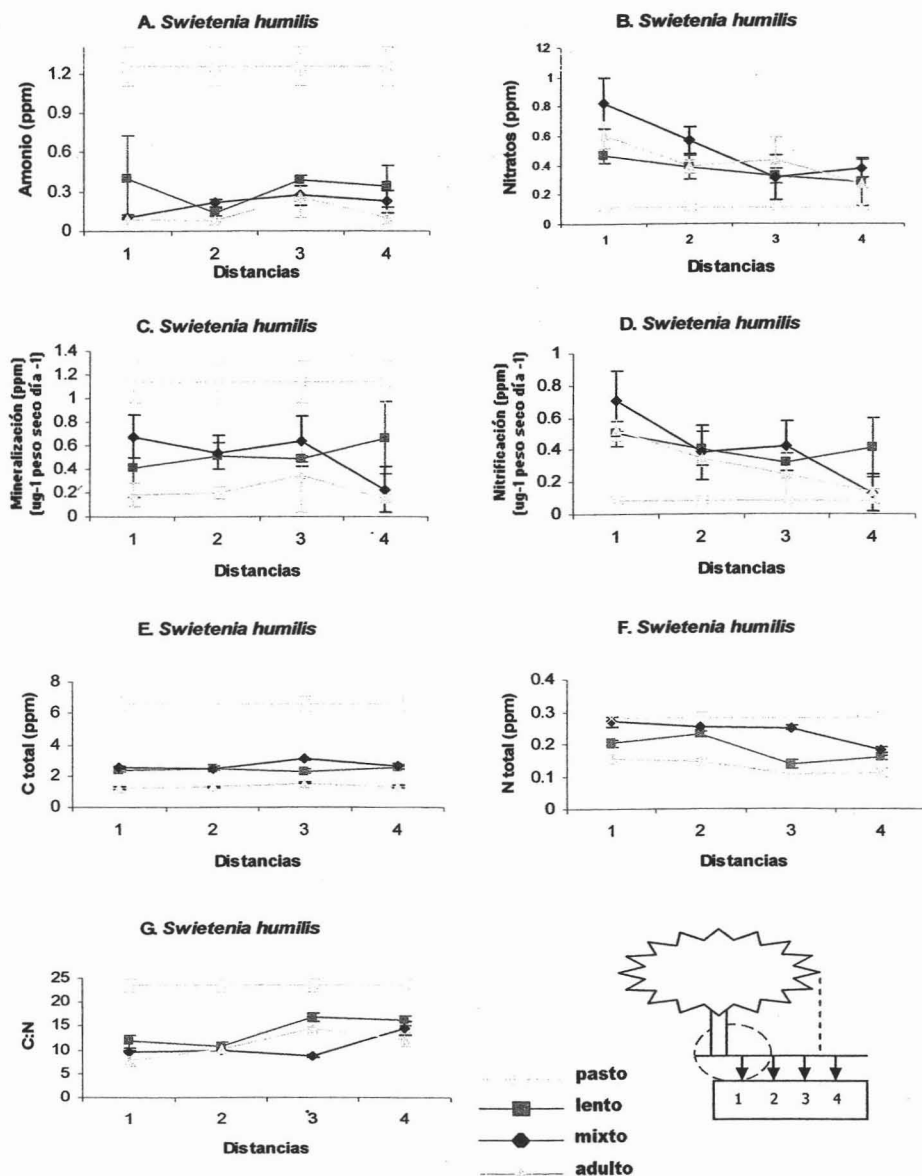 A. Swietenia humilis
Amonio (ppm)
1.2
0.9
0.6
0.3
0
1 2 3 4
Distancias
B. Swietenia humilis
Nitratos (ppm)
1.2
1
0.8
0.6
0.4
0.2
0
1 2 3 4
Distancias
C. Swietenia humilis
Mineralización (ppm)
(ug-1 peso seco día -1)
1.4
1.2
1
0.8
0.6
0.4
0.2
0
1 2 3 4
Distancias
D. Swietenia humilis
Nitrificación (ppm)
(ug-1 peso seco día -1)
1
0.8
0.6
0.4
0.2
0
1 2 3 4
Distancias
E. Swietenia humilis
C total (ppm)
8
6
4
2
0
1 2 3 4
Distancias
F. Swietenia humilis
N total (ppm)
0.4
0.3
0.2
0.1
0
1 2 3 4
Distancias
G. Swietenia humilis
C:N
25
20
15
10
5
0
1 2 3 4
Distancias
pasto
lento
mixto
adulto
1 2 3 4